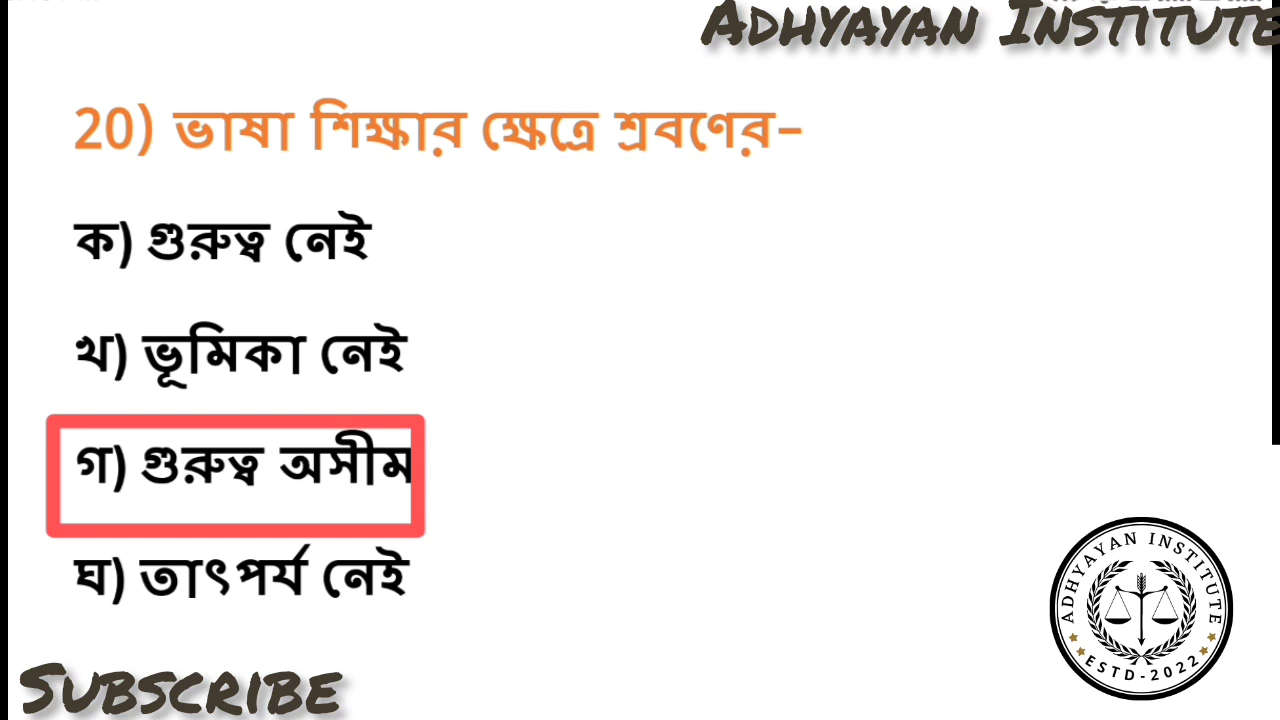 ADHYAYAN INSTITUTE
20) ভাষা শিক্ষার ক্ষেত্রে শ্রবণের-
ক) গুরুত্ব নেই
খ) ভূমিকা নেই
গ) গুরুত্ব অসীম
ঘ) তাৎপর্য নেই
ADHYAYAN INSTITUTE
ESTD-2022
SUBSCRIBE